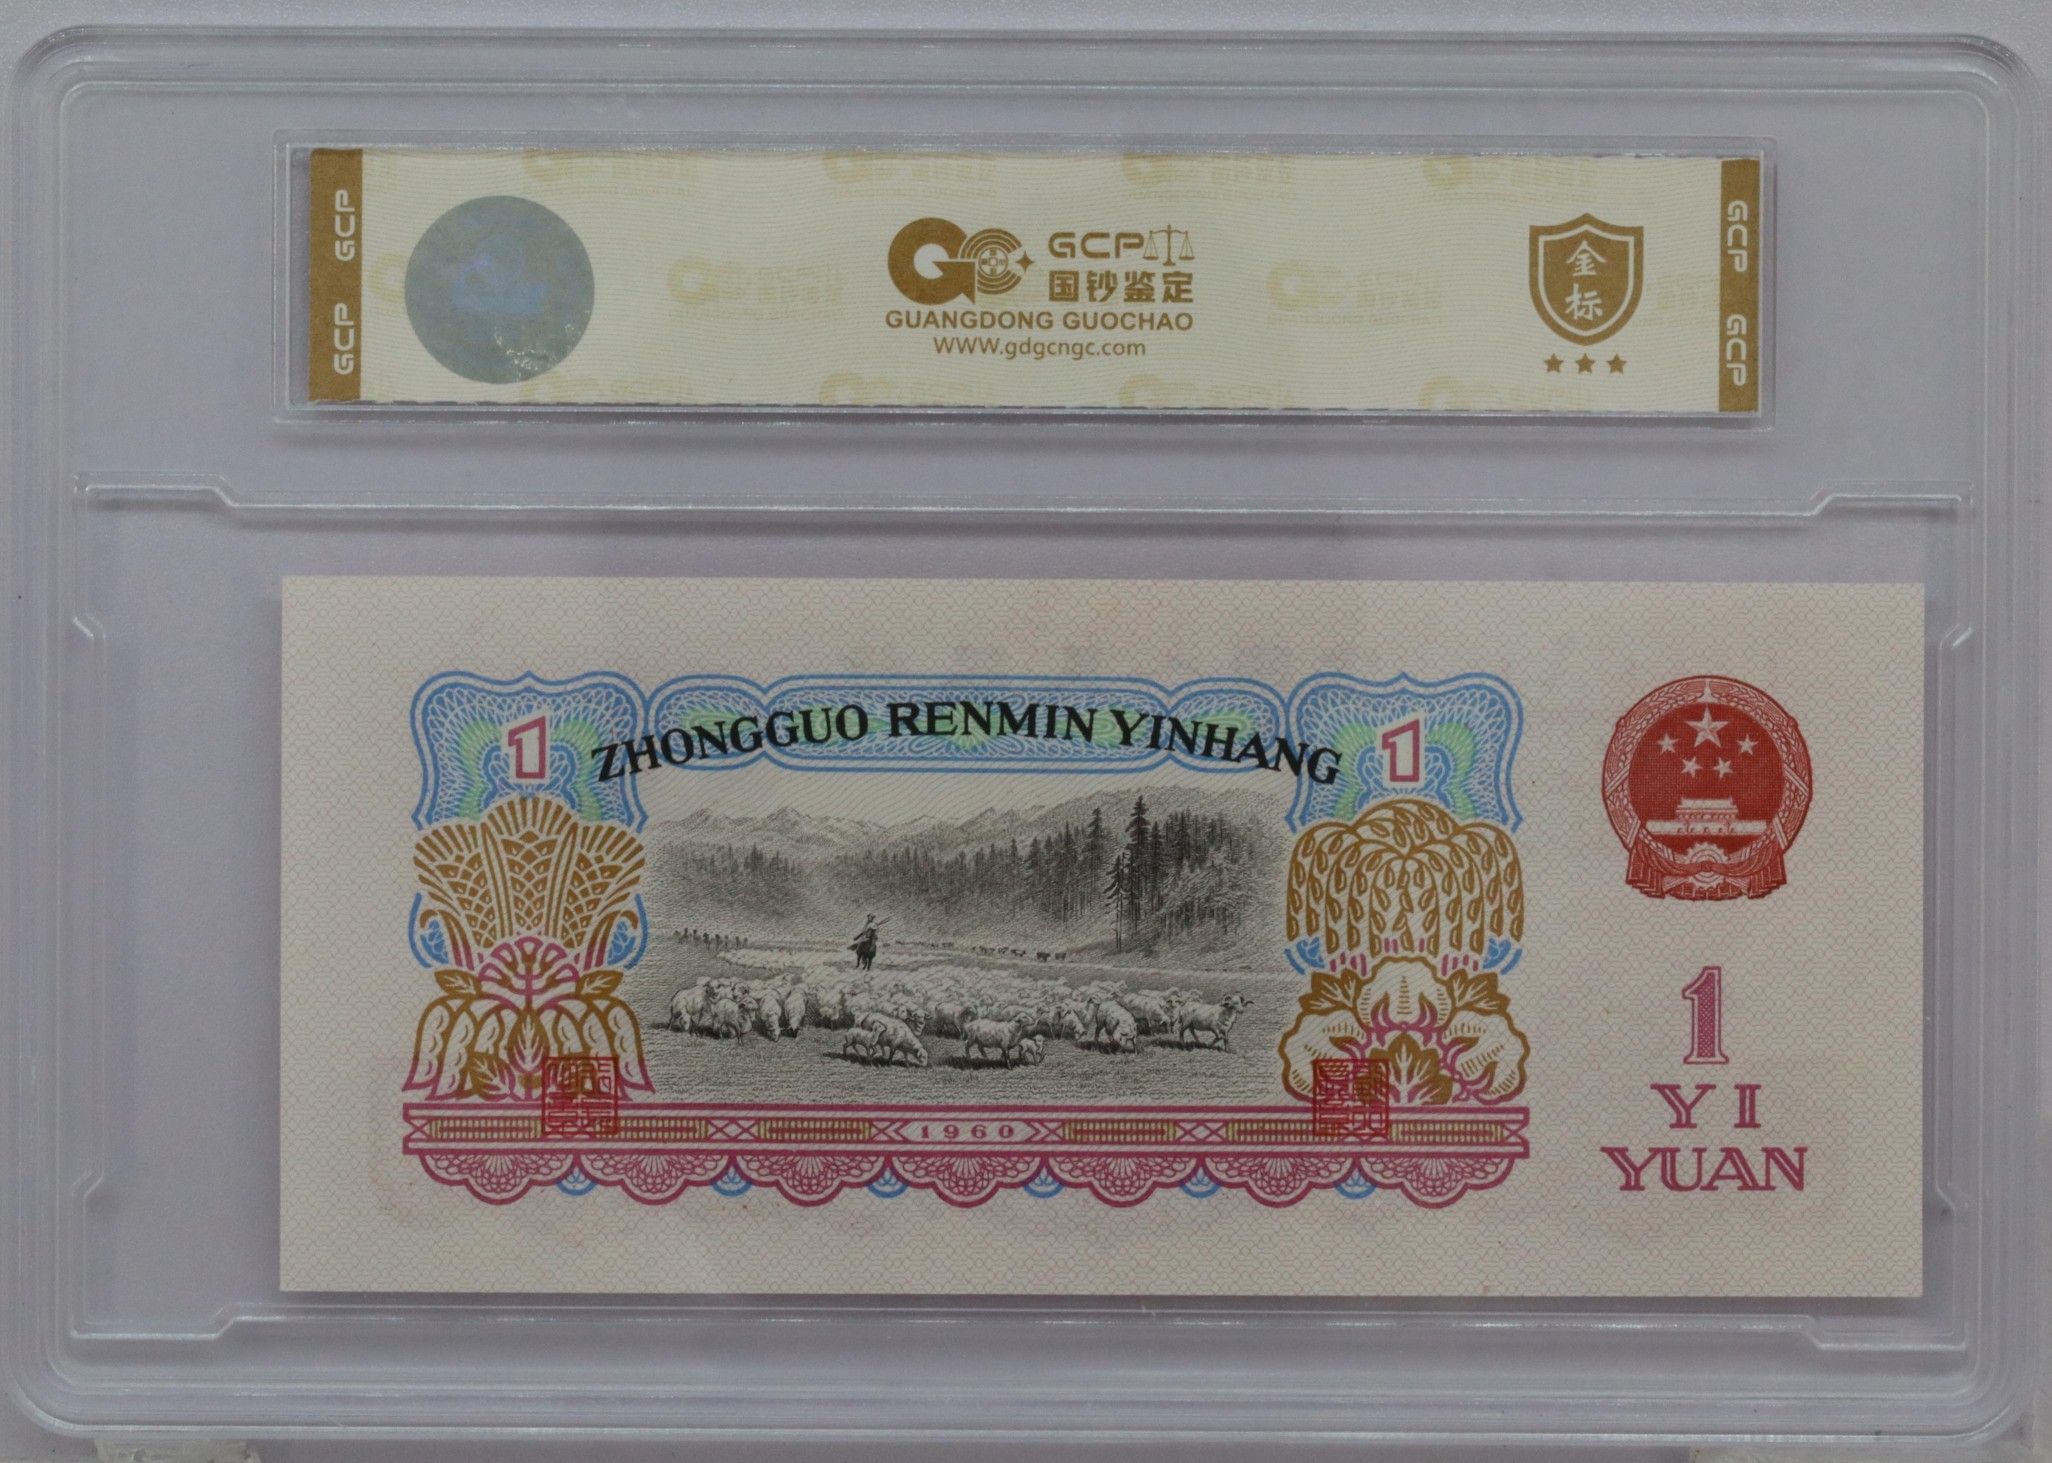 GCP
GCP
GCP
国钞鉴定
GUANGDONG GUOCHAO
WWW.gdgcngc.com
金
标
GCP
GCP
ZHONGGUO RENMIN YINHANG
1
1
1960
1
YI
YUAN